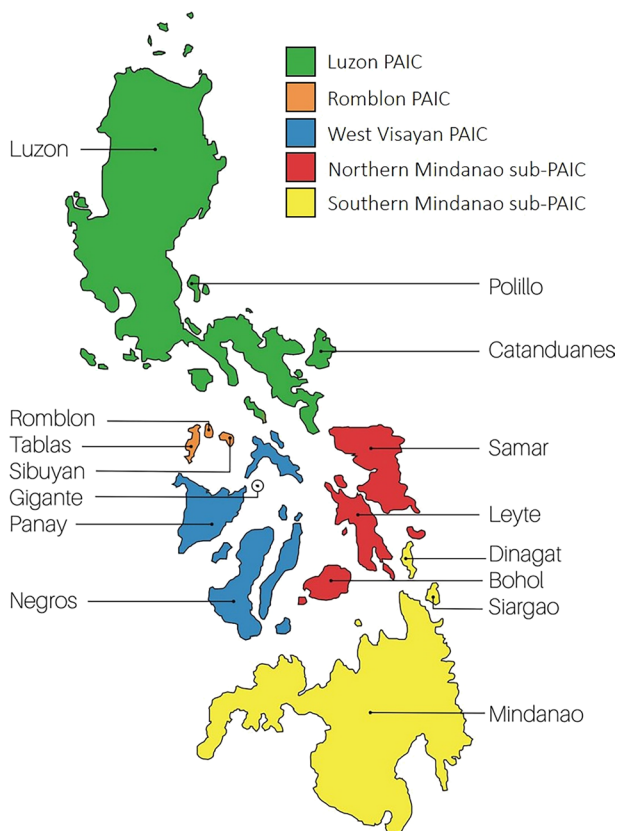 Luzon PAIC
Romblon PAIC
West Visayan PAIC
Northern Mindanao sub-PAIC
Southern Mindanao sub-PAIC
Luzon
Polillo
Catanduanes
Romblon
Tablas
Sibuyan
Gigante
Panay
Negros
Samar
Leyte
Dinagat
Bohol
Siargao
Mindanao